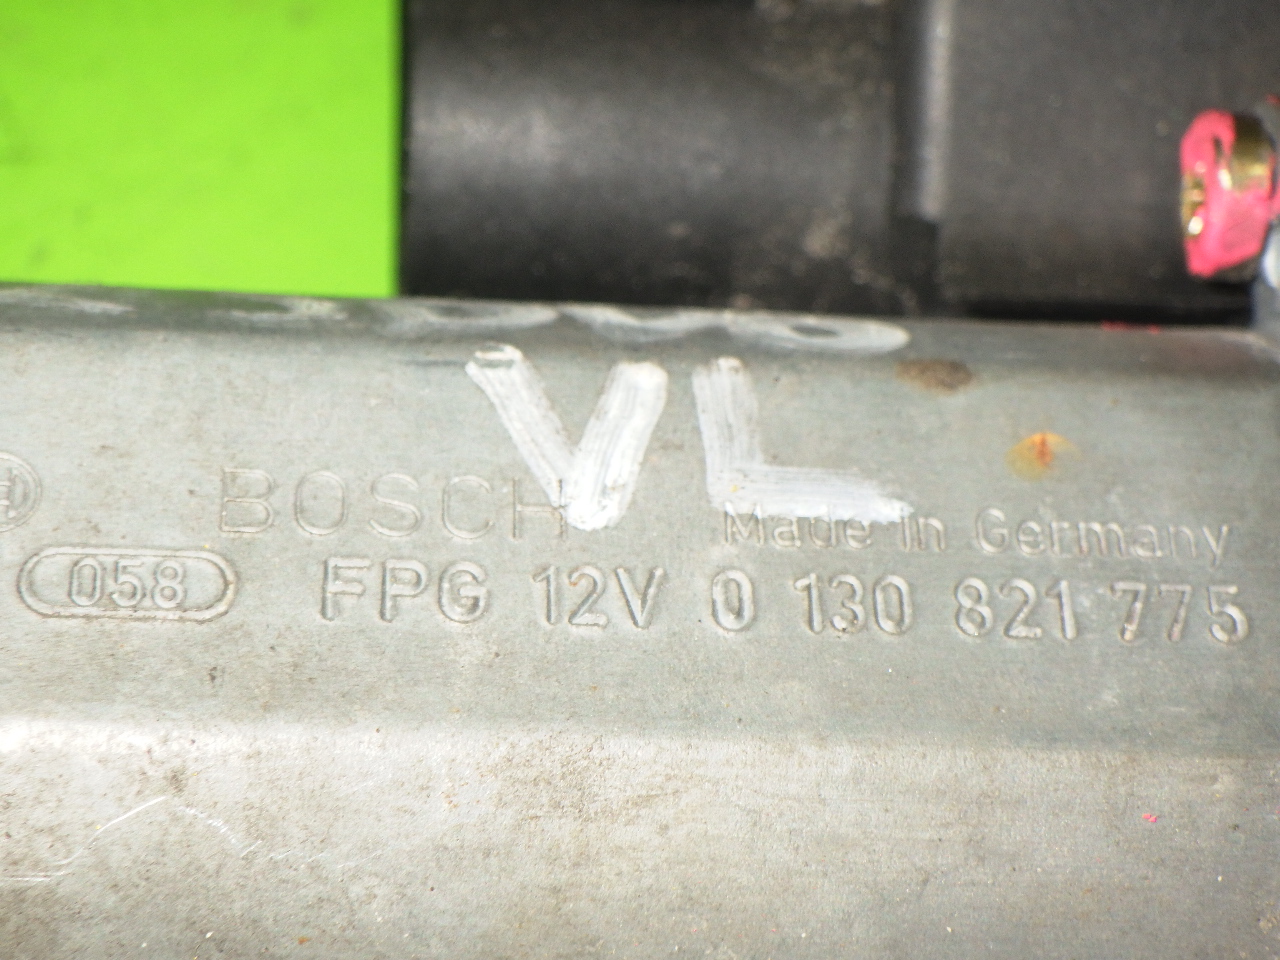 VL
BOSCH Made in Germany
058 FPG 12V 0 130 821 775